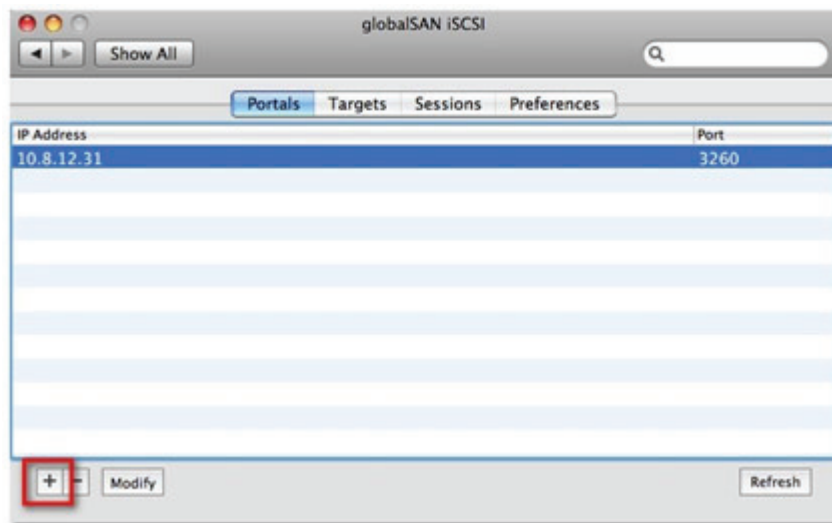 globalSAN iSCSI
Show All
Portals Targets Sessions Preferences
IP Address Port
10.8.12.31 3260
+ - Modify Refresh